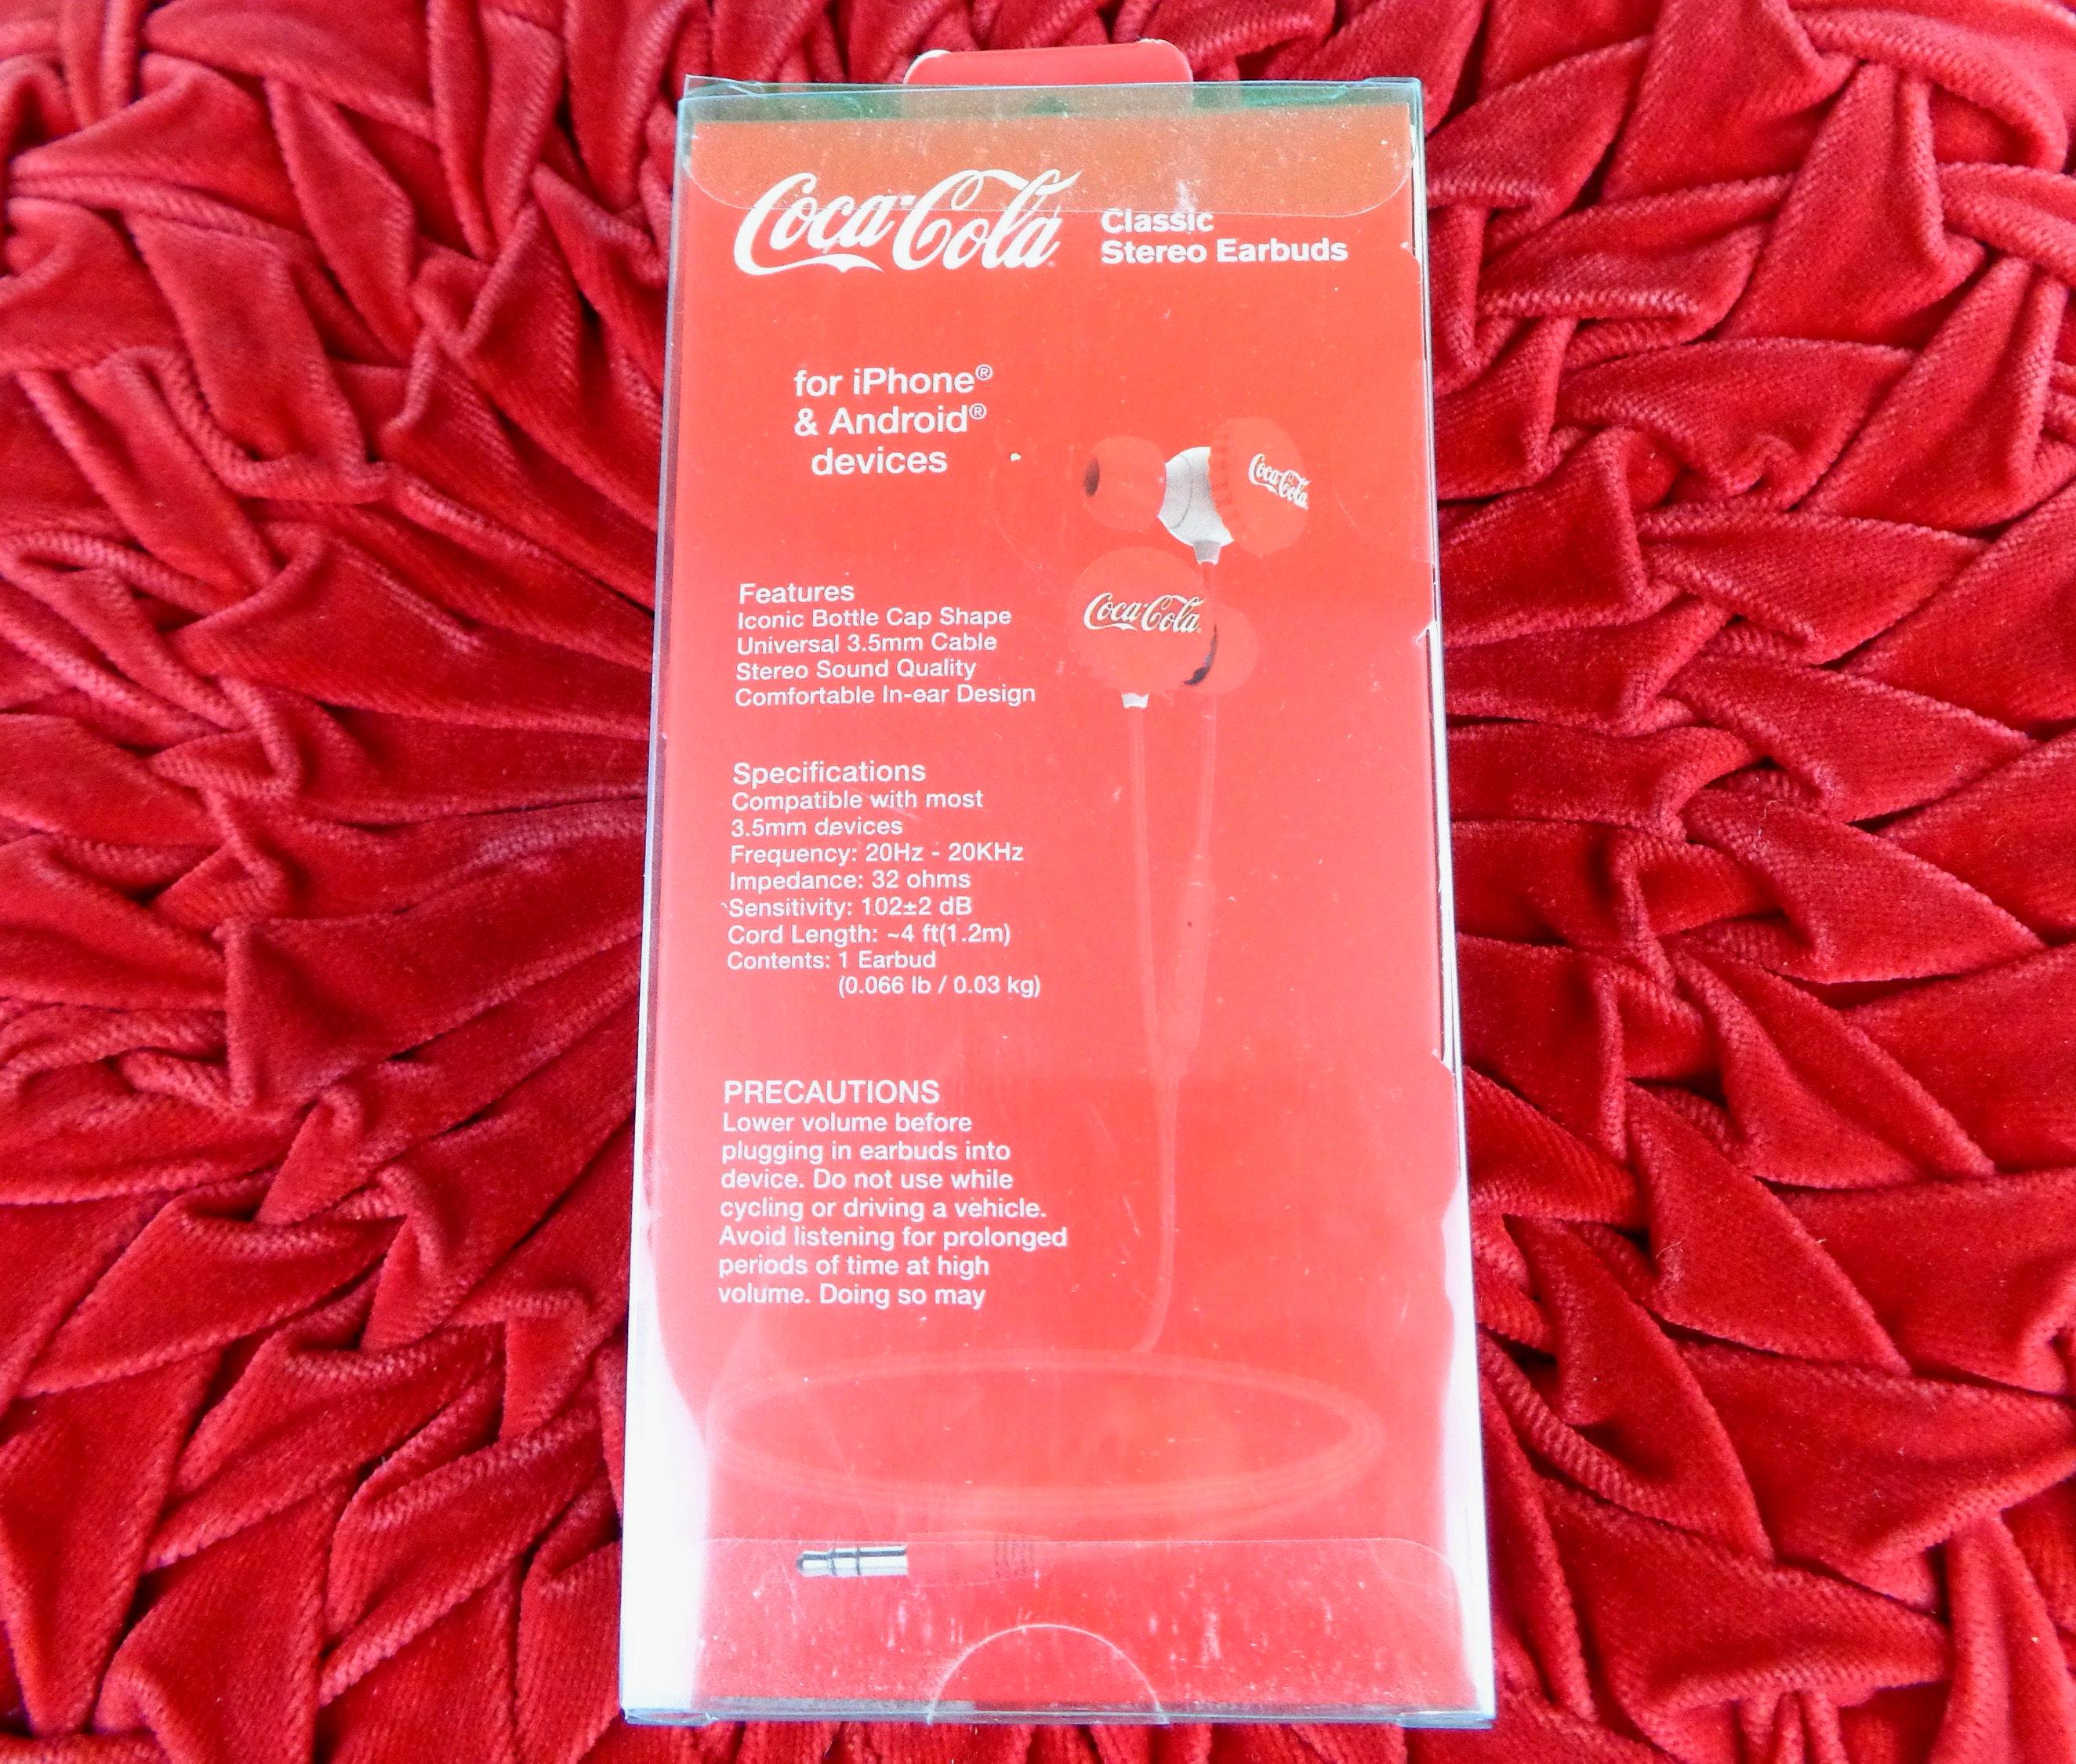 Coca-Cola
Classic
Stereo Earbuds
for iPhone®
& Android®
devices
Coca-Cola
Coca-Cola
Features
Iconic Bottle Cap Shape
Universal 3.5mm Cable
Stereo Sound Quality
Comfortable In-ear Design
Specifications
Compatible with most
3.5mm devices
Frequency: 20Hz - 20KHz
Impedance: 32 ohms
Sensitivity: 102±2 dB
Cord Length: ~4 ft(1.2m)
Contents: 1 Earbud
(0.066 lb / 0.03 kg)
PRECAUTIONS
Lower volume before
plugging in earbuds into
device. Do not use while
cycling or driving a vehicle.
Avoid listening for prolonged
periods of time at high
volume. Doing so may